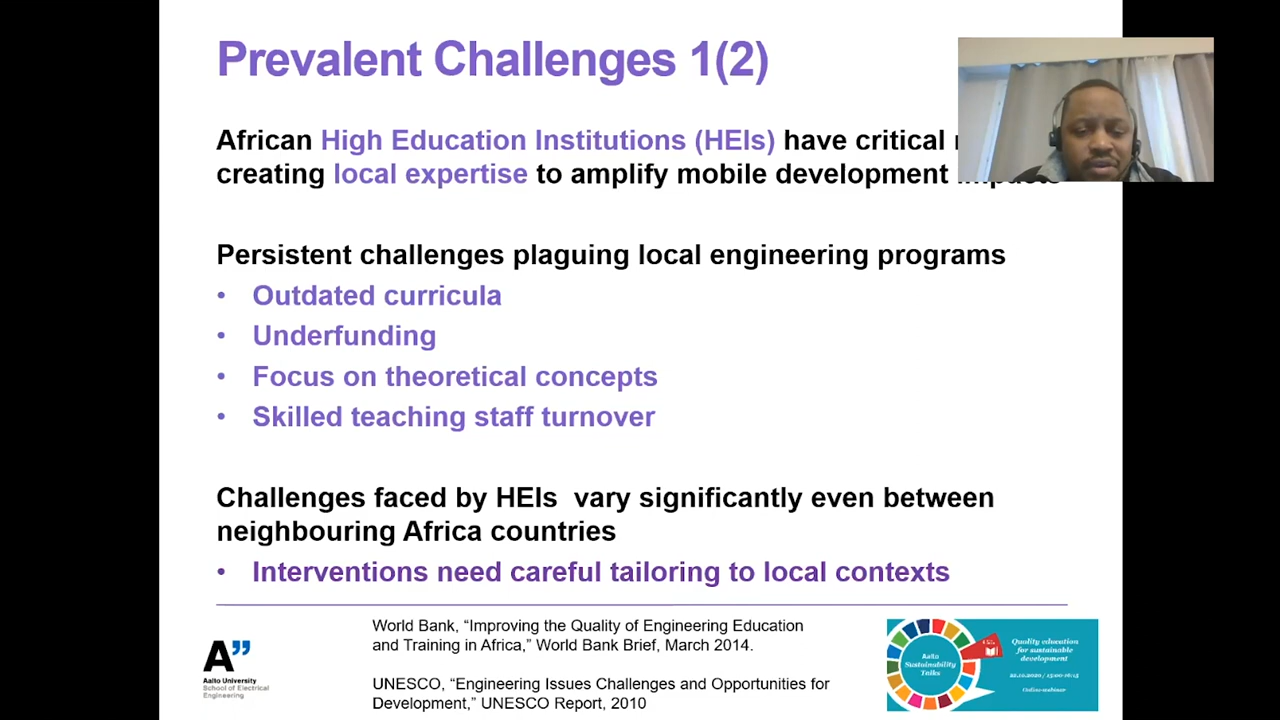 Prevalent Challenges 1(2)
African High Education Institutions (HEIs) have critical
creating local expertise to amplify mobile development
Persistent challenges plaguing local engineering programs
• Outdated curricula
• Underfunding
• Focus on theoretical concepts
• Skilled teaching staff turnover
Challenges faced by HEIs vary significantly even between
neighbouring Africa countries
• Interventions need careful tailoring to local contexts
World Bank, “Improving the Quality of Engineering Education
and Training in Africa,” World Bank Brief, March 2014.
UNESCO, “Engineering Issues Challenges and Opportunities for
Development,” UNESCO Report, 2010
A”
Aalto University
School of Electrical
Engineering
Aalto
Sustainability
Talks
Quality education
for sustainable
development
Online-webinar